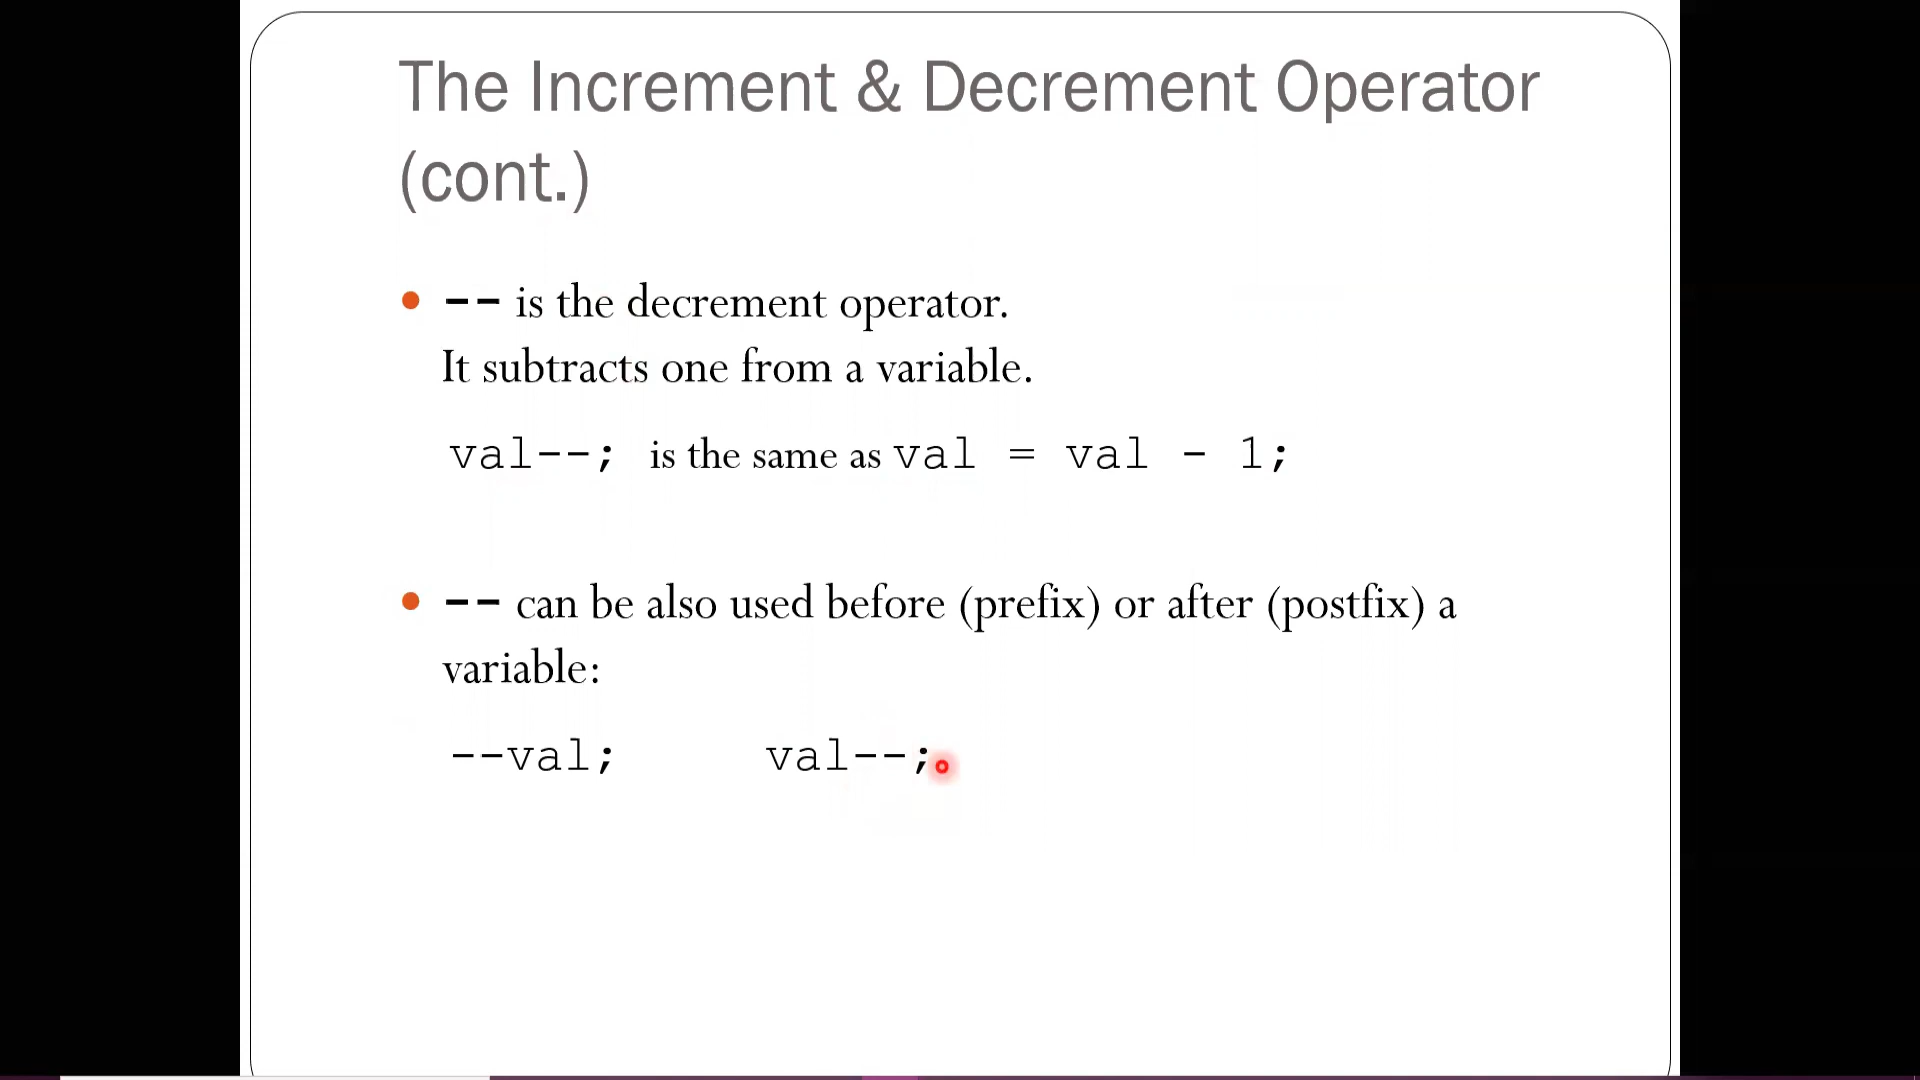 The Increment & Decrement Operator
(cont.)
-- is the decrement operator.
It subtracts one from a variable.
val--; is the same as val = val - 1;
-- can be also used before (prefix) or after (postfix) a
variable:
--val; val--;